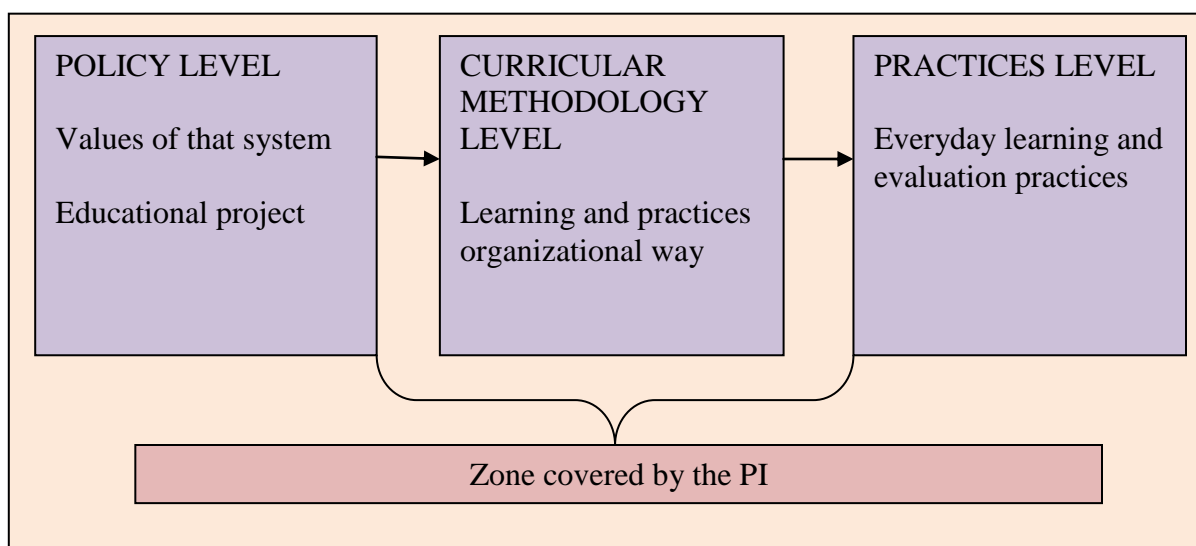 POLICY LEVEL
Values of that system
Educational project
CURRICULAR
METHODOLOGY
LEVEL
Learning and practices
organizational way
PRACTICES LEVEL
Everyday learning and
evaluation practices
Zone covered by the PI